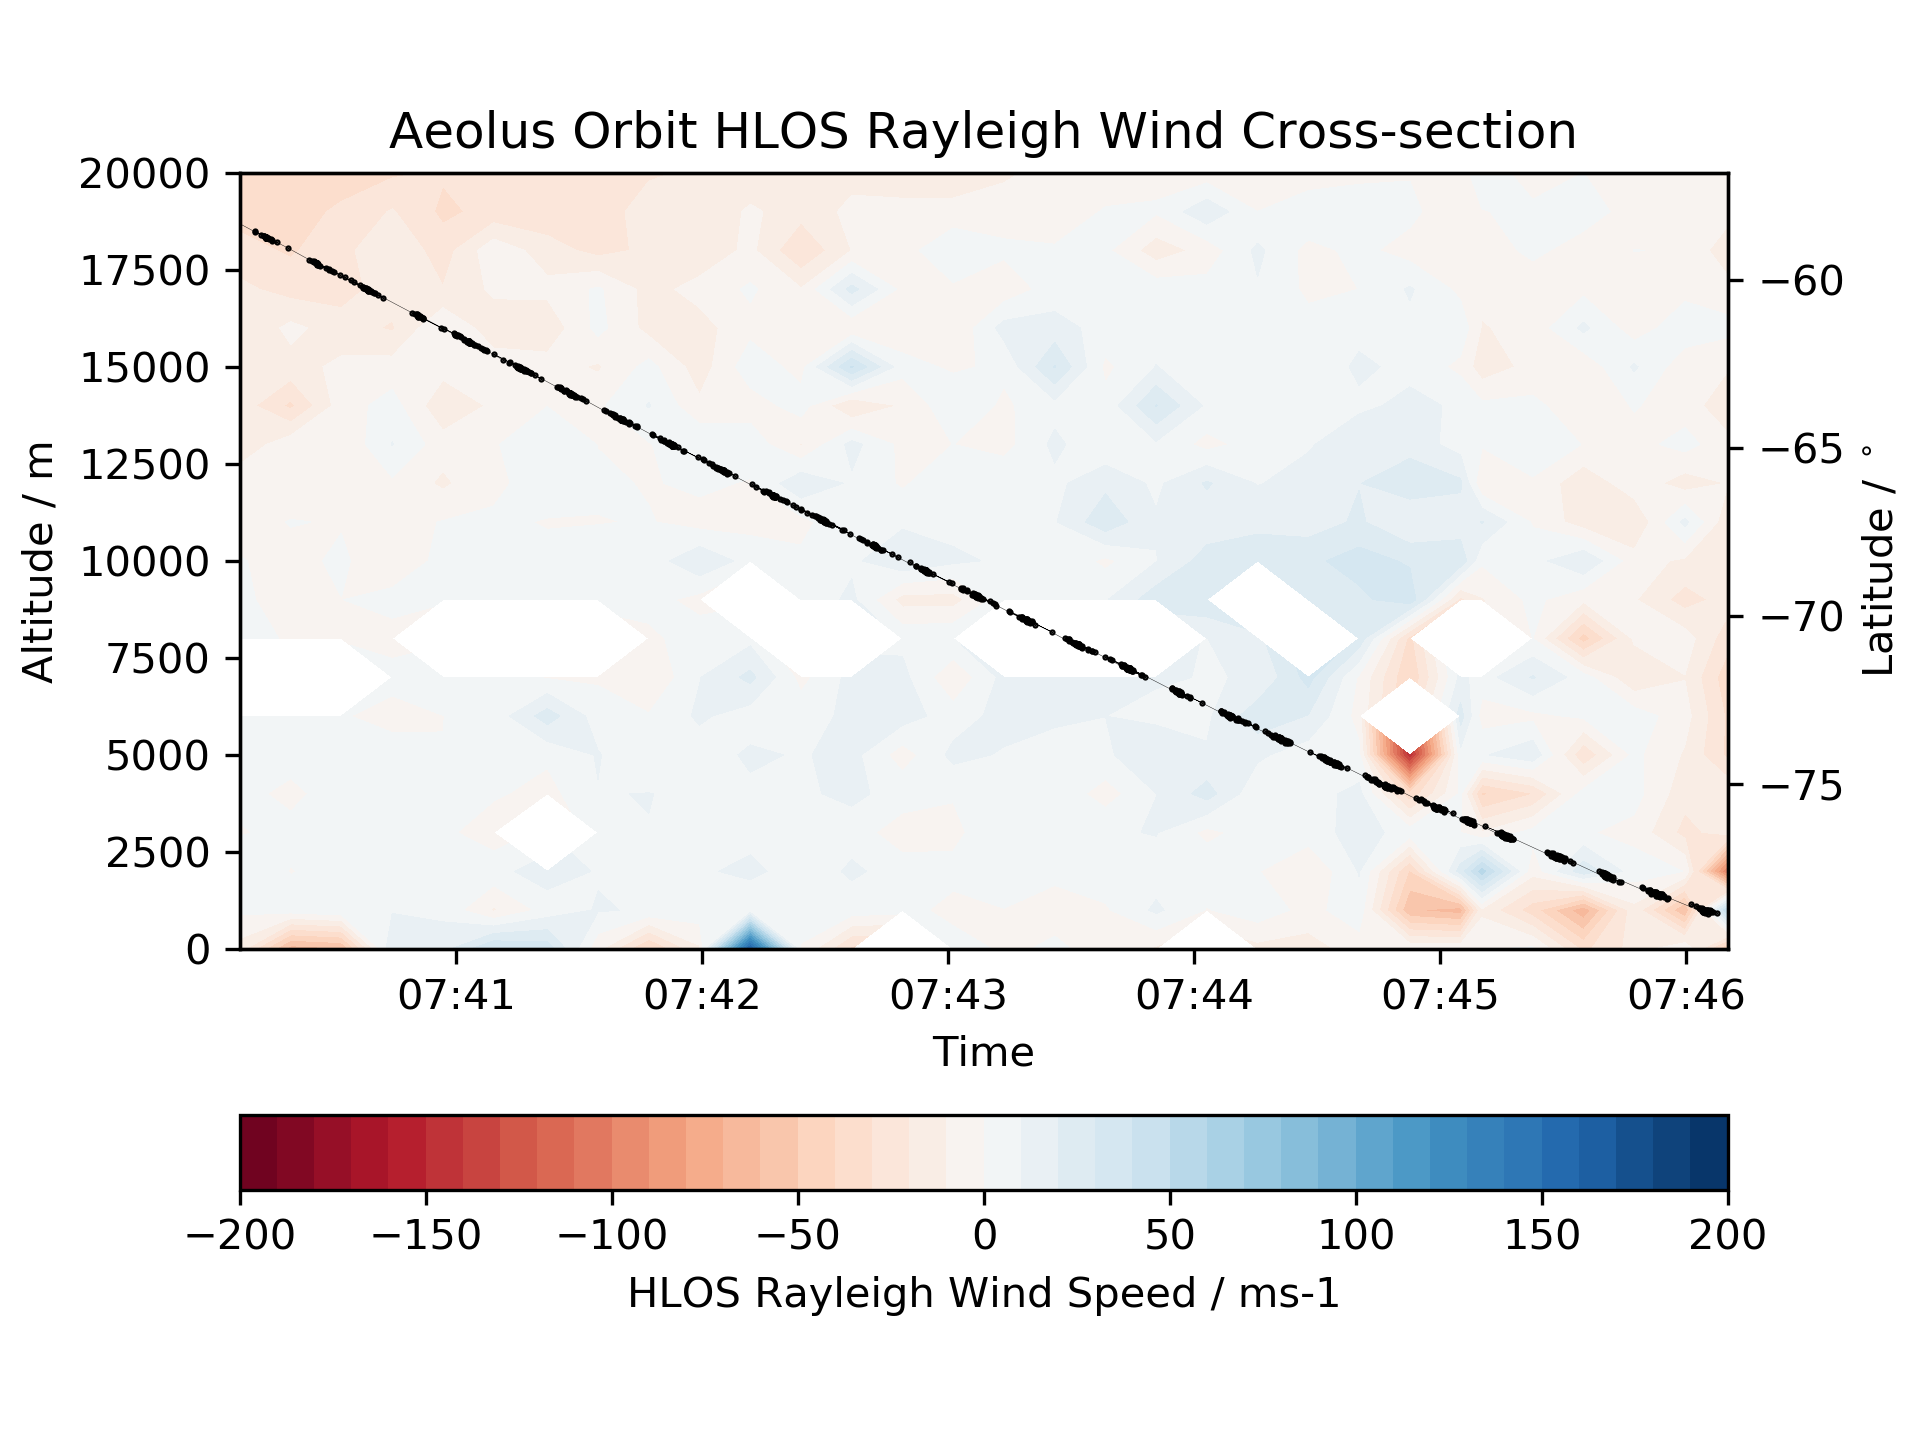 Aeolus Orbit HLOS Rayleigh Wind Cross-section
20000
17500
15000
12500
10000
7500
5000
2500
0
Altitude / m
−60
−65
−70
−75
Latitude / °
07:41 07:42 07:43 07:44 07:45 07:46
Time
−200 −150 −100 −50 0 50 100 150 200
HLOS Rayleigh Wind Speed / ms-1